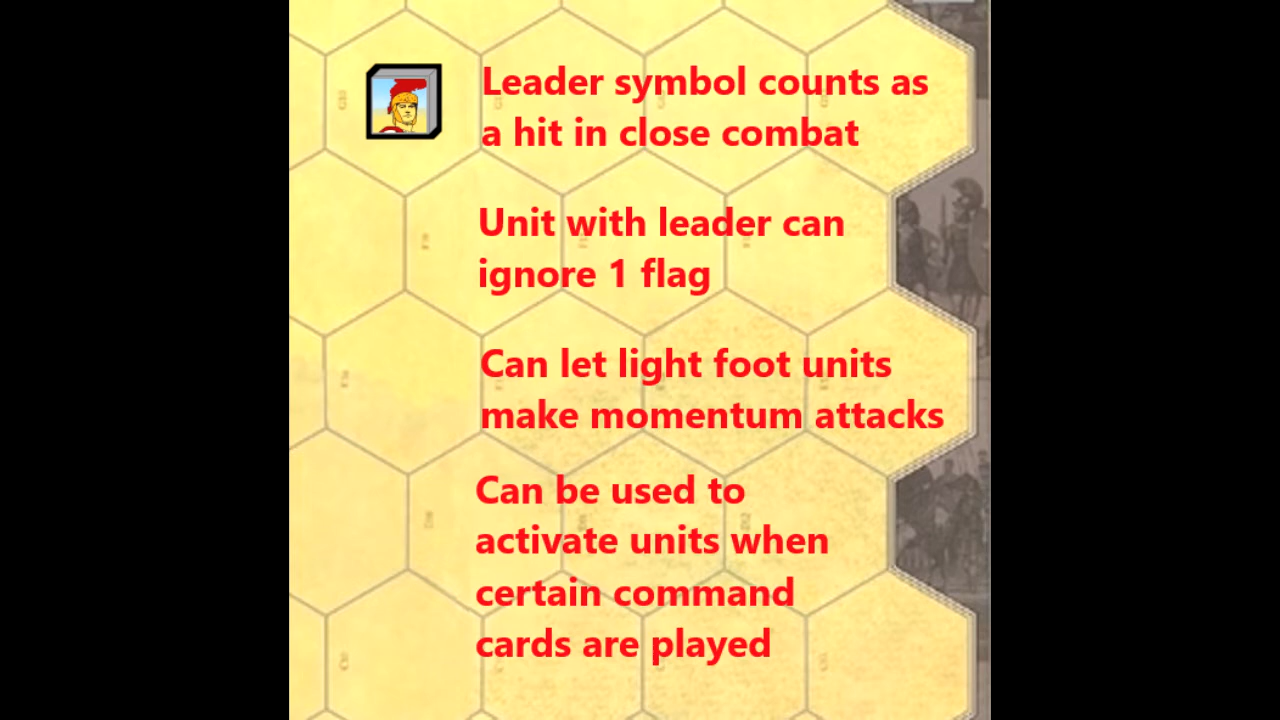 Leader symbol counts as
a hit in close combat
Unit with leader can
ignore 1 flag
Can let light foot units
make momentum attacks
Can be used to
activate units when
certain command
cards are played